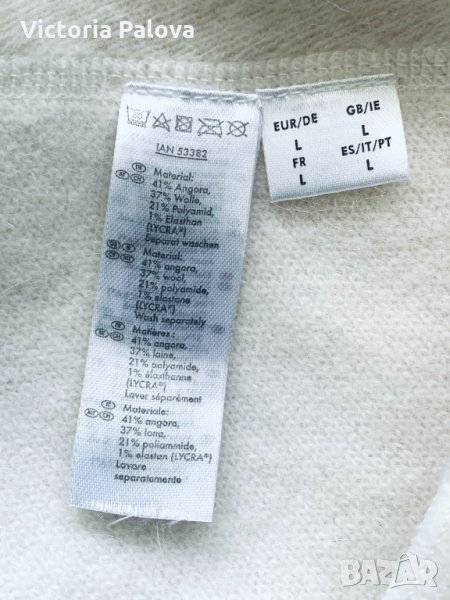 Victoria Palova
IAN 53382
Material:
41% Angora,
37% Wolle,
21% Polyamid,
1% Elasthan
(LYCRA®)
Separat waschen
Material:
41% angora,
37% wool,
21% polyamide,
1% elastane
(LYCRA®)
Wash separately
Matières:
41% angora,
37% laine,
21% polyamide
1% élasthanne
(LYCRA®)
Laver séparément
Materiale:
41% angora,
37% lana,
21% poliammide,
1% elastan (LYCRA®)
Lavare
separatamente
EUR/DE
L
FR
L
GB/IE
L
ES/IT/PT
L
bazar